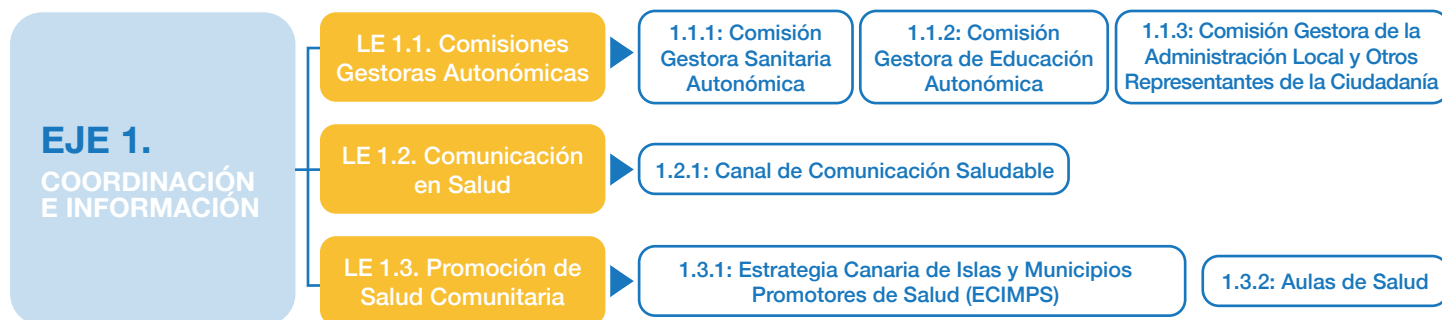 EJE 1.
COORDINACIÓN
E INFORMACIÓN
LE 1.1. Comisiones
Gestoras Autonómicas
1.1.1: Comisión
Gestora Sanitaria
Autonómica
1.1.2: Comisión
Gestora de Educación
Autonómica
1.1.3: Comisión Gestora de la
Administración Local y Otros
Representantes de la Ciudadanía
LE 1.2. Comunicación
en Salud
1.2.1: Canal de Comunicación Saludable
LE 1.3. Promoción de
Salud Comunitaria
1.3.1: Estrategia Canaria de Islas y Municipios
Promotores de Salud (ECIMPS)
1.3.2: Aulas de Salud